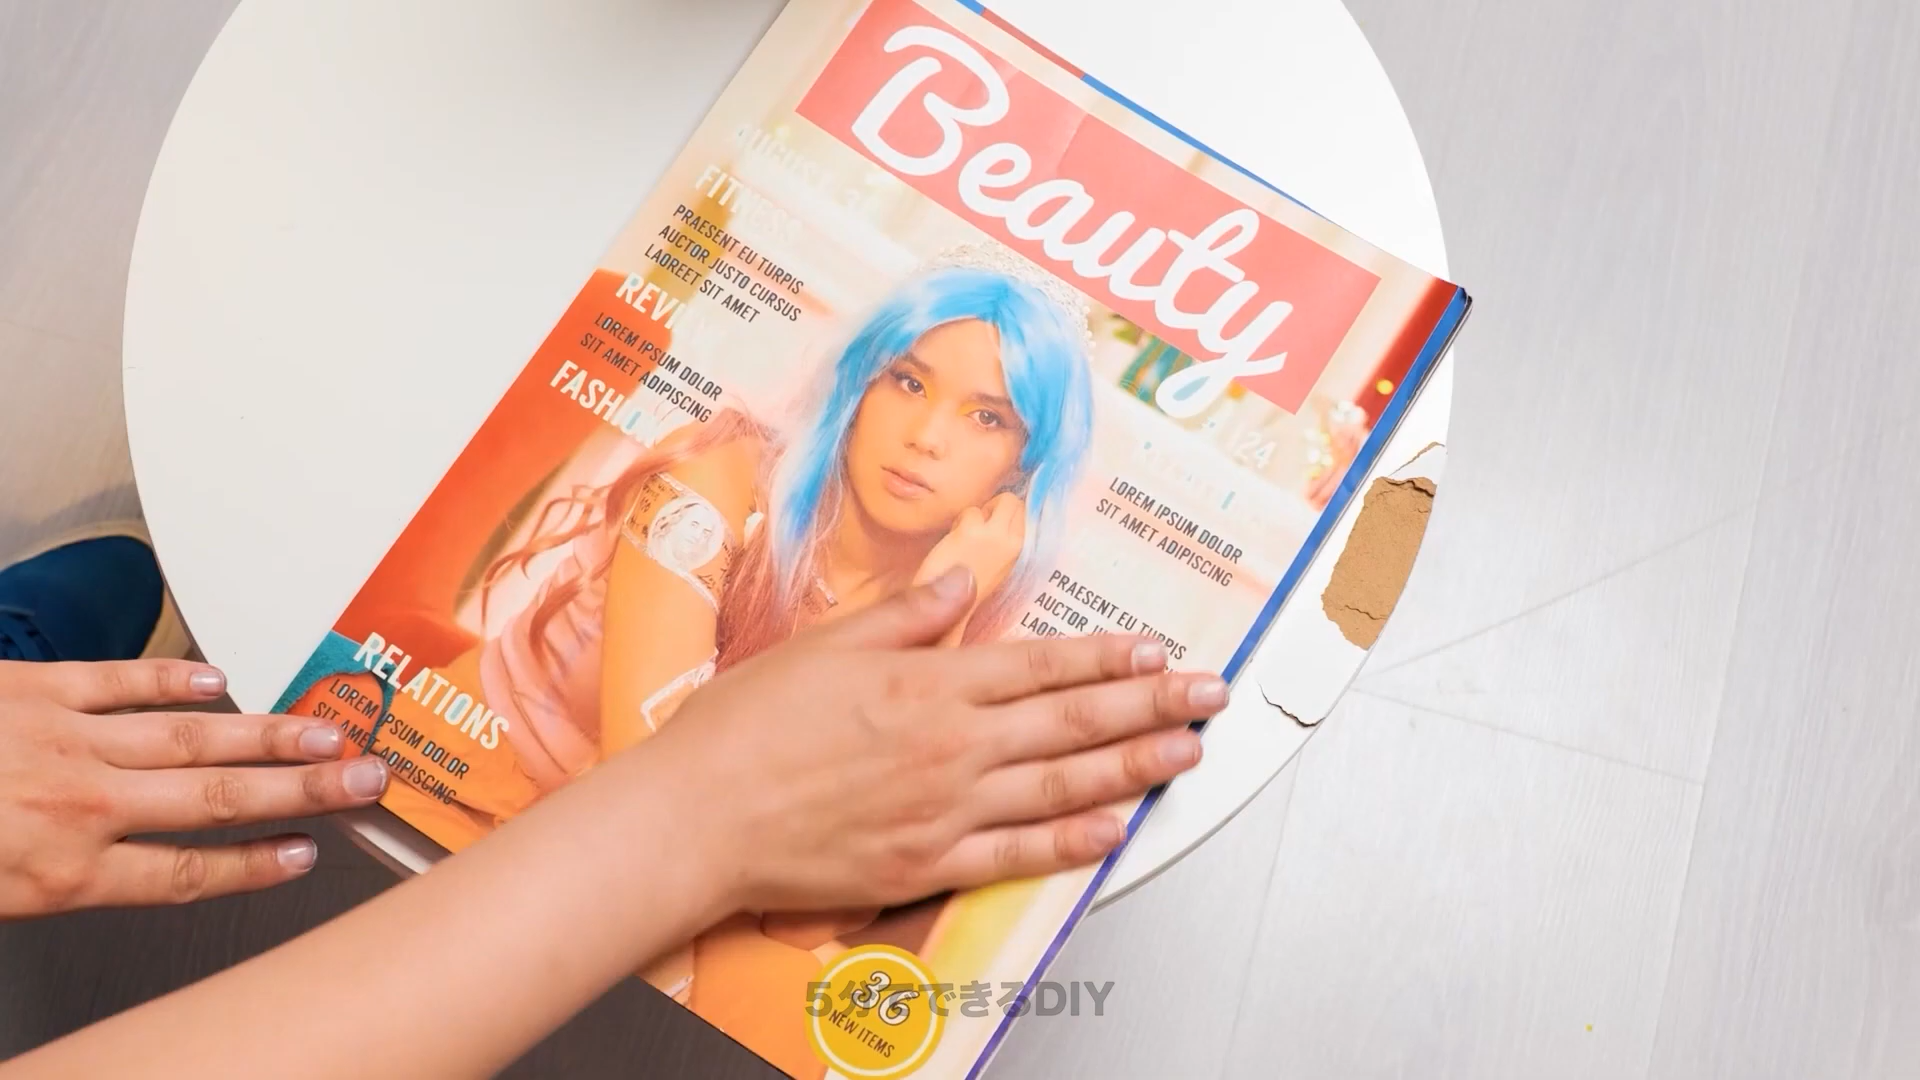 Beauty
FITNESS
PRAESENT EU TURPIS
AUCTOR JUSTO CURSUS
LAOREET SIT AMET
LOREM IPSUM DOLOR
SIT AMET ADIPISCING
FASHION
124
LOREM IPSUM DOLOR
SIT AMET ADIPISCING
PRAESENT EU TURPIS
AUCTOR
RELATIONS
LOREM IPSUM DOLOR
SIT AMET ADIPISCING
36
NEW ITEMS
5分でできるDIY